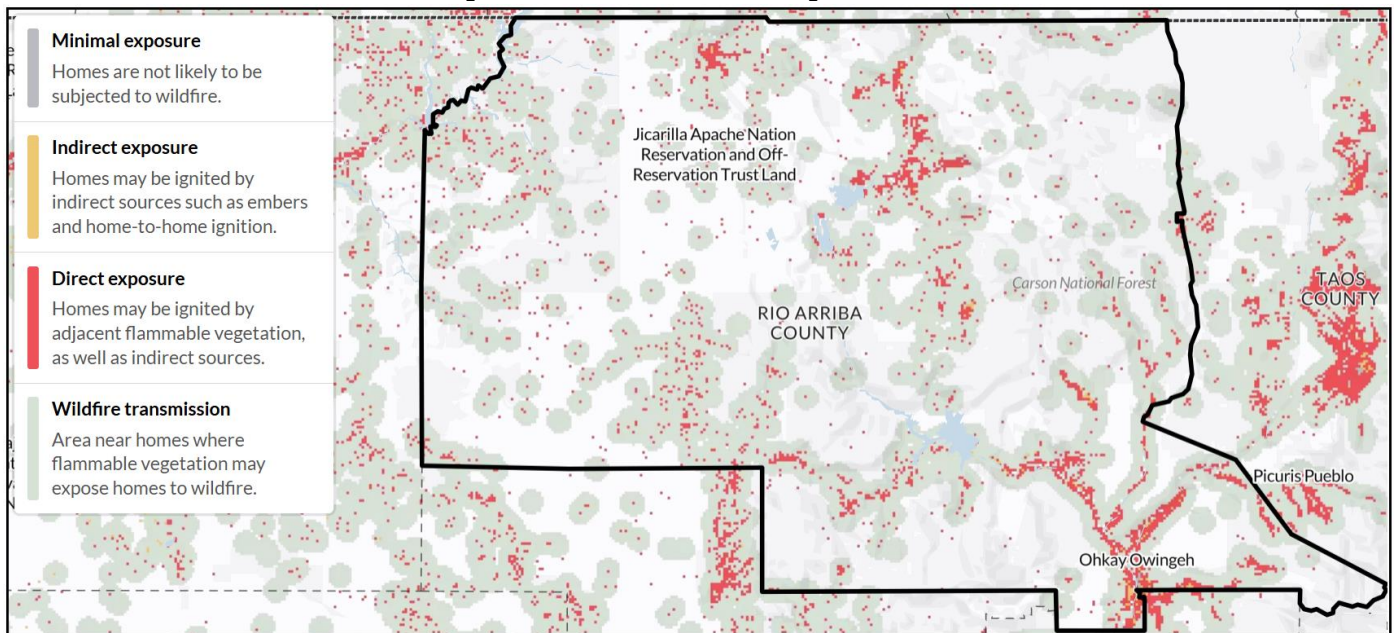 Minimal exposure
Homes are not likely to be
subjected to wildfire.
Indirect exposure
Homes may be ignited by
indirect sources such as embers
and home-to-home ignition.
Direct exposure
Homes may be ignited by
adjacent flammable vegetation,
as well as indirect sources.
Wildfire transmission
Area near homes where
flammable vegetation may
expose homes to wildfire.
Jicarilla Apache Nation
Reservation and Off-
Reservation Trust Land
RIO ARRIBA
COUNTY
Carson National Forest
TAOS
COUNTY
Picuris Pueblo
Ohkay Owingeh